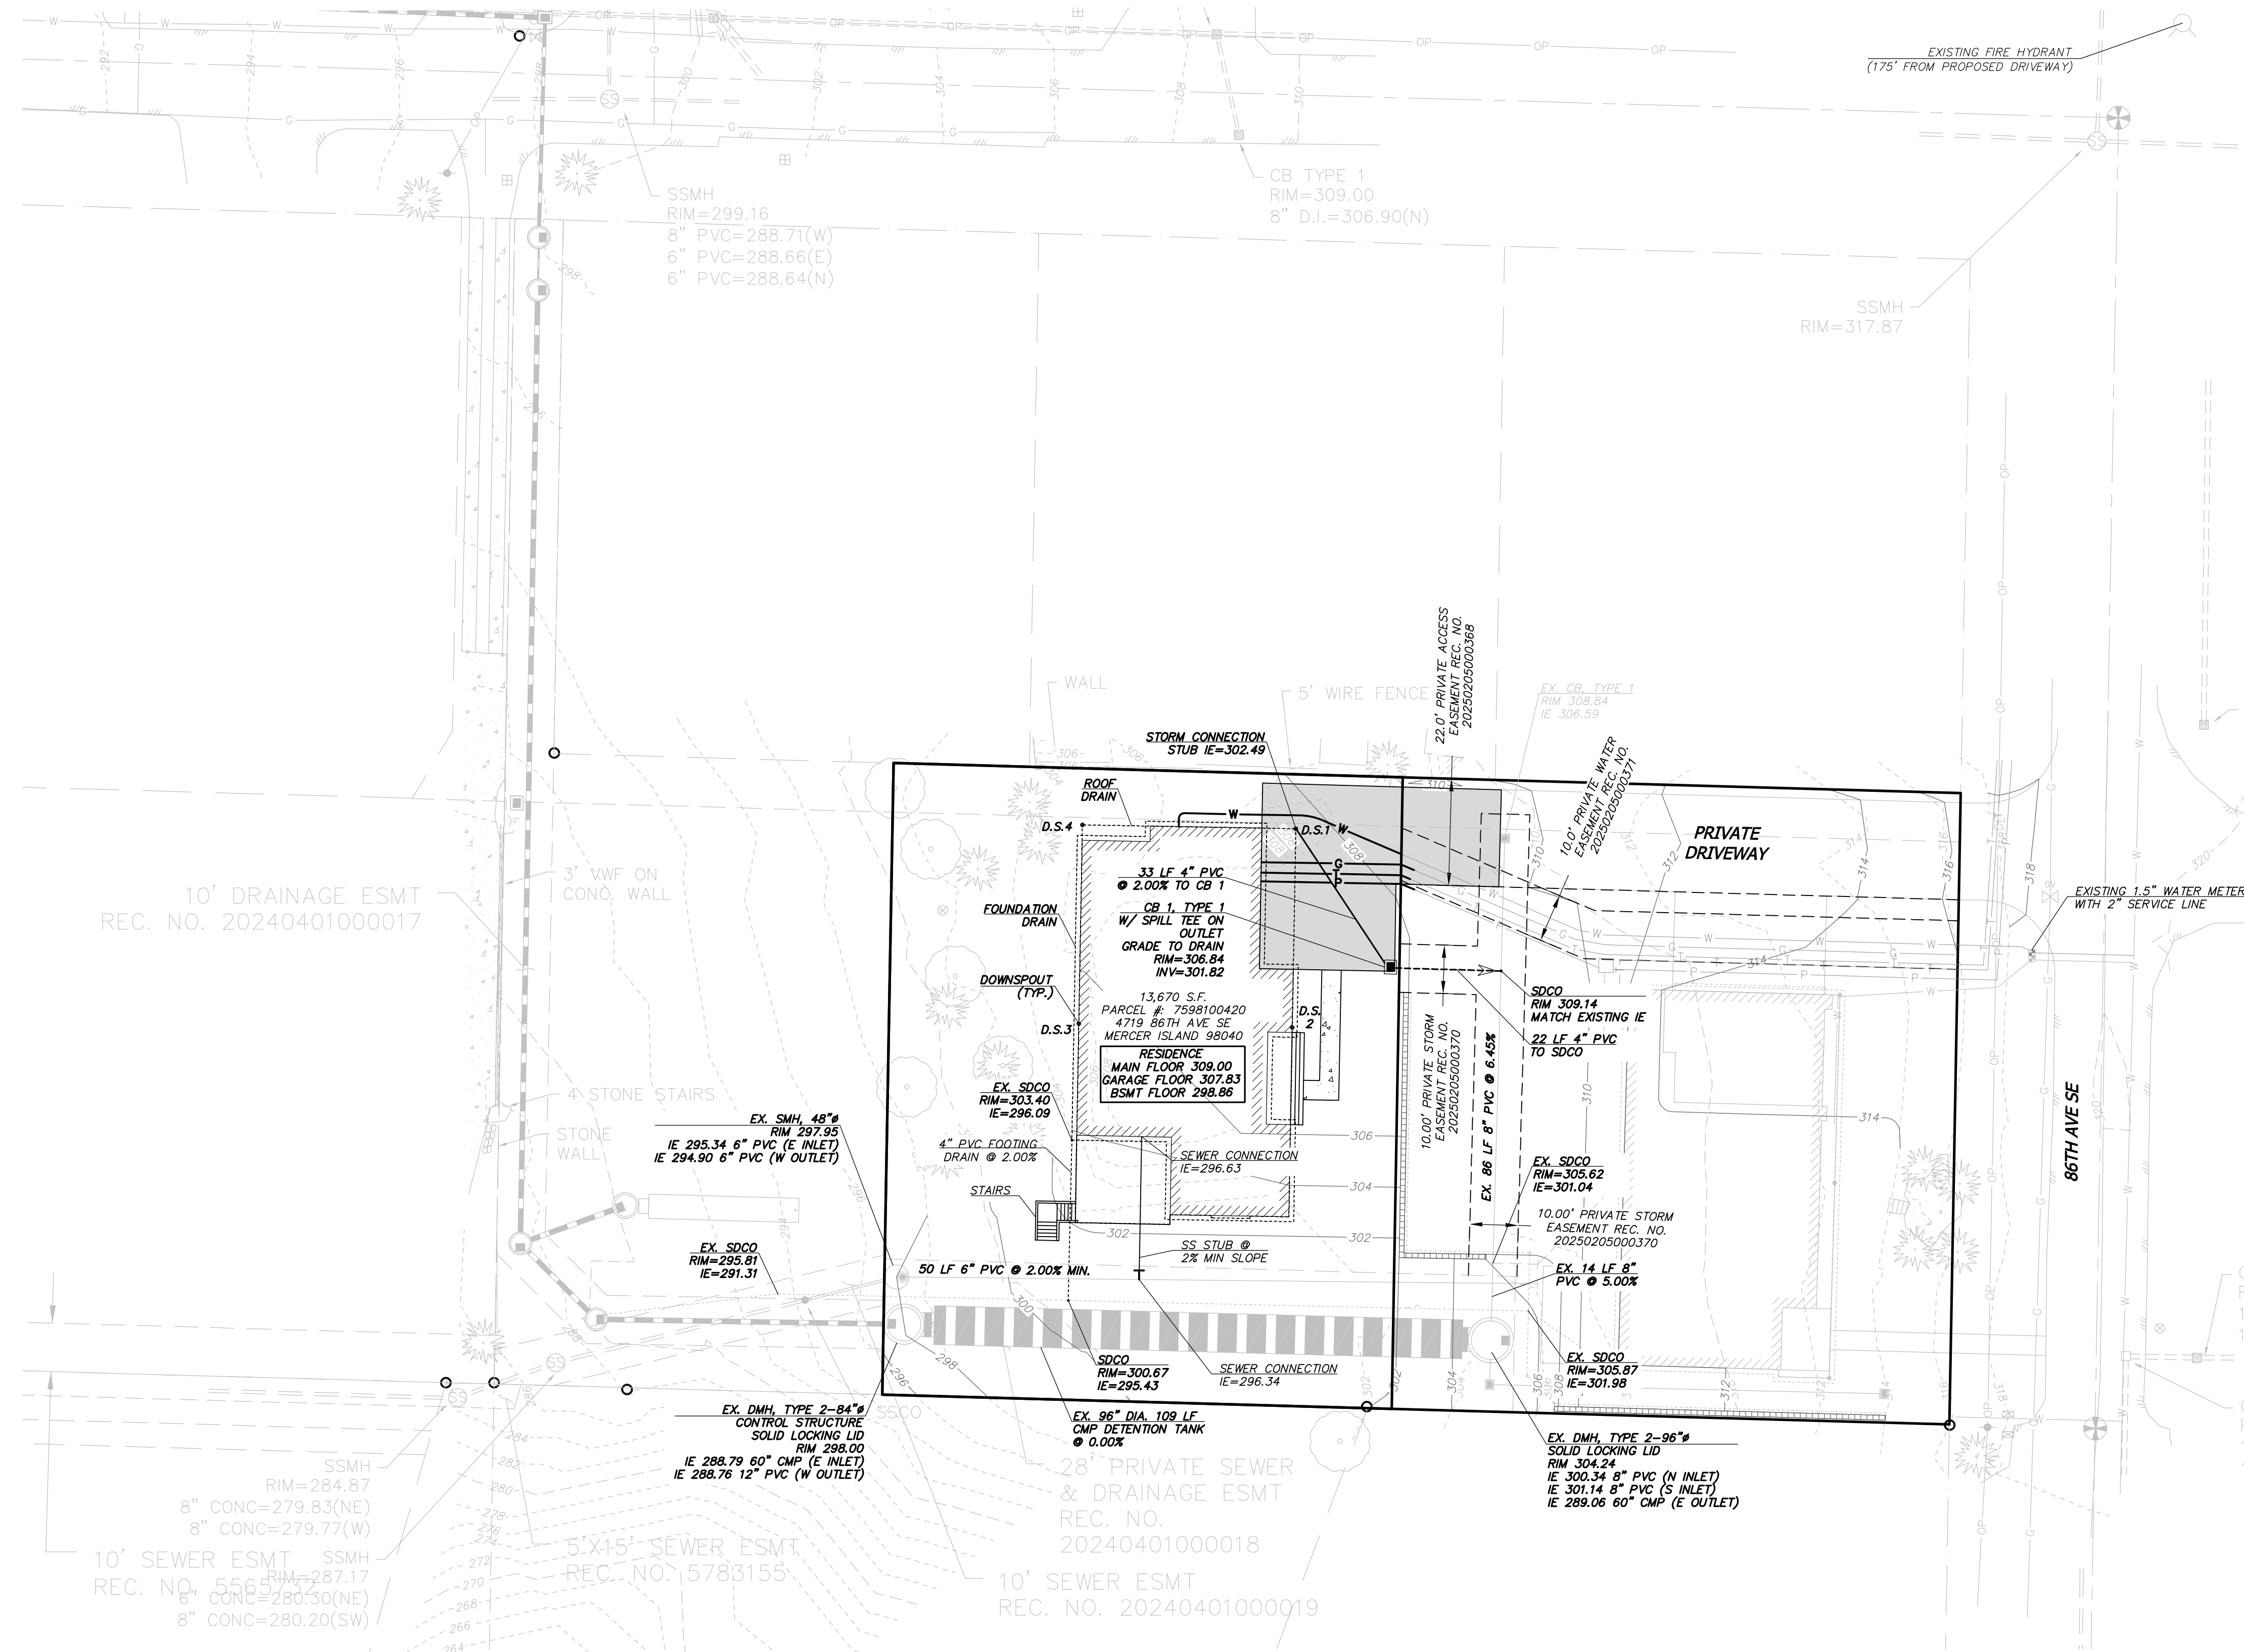 EXISTING FIRE HYDRANT
(175' FROM PROPOSED DRIVEWAY)
SSMH
RIM=299.16
8" PVC=288.71(W)
6" PVC=288.66(E)
6" PVC=288.64(N)
CB TYPE 1
RIM=309.00
8" D.I.=306.90(N)
SSMH
RIM=317.87
WALL
5' WIRE FENCE
22.0' PRIVATE ACCESS
EASEMENT REC. NO.
20250205000368
EX. CB, TYPE 1
RIM 308.84
IE 306.59
10.0' PRIVATE WATER
EASEMENT REC. NO.
20250205000371
STORM CONNECTION
STUB IE=302.49
ROOF
DRAIN
D.S.4
D.S.1
PRIVATE
DRIVEWAY
33 LF 4" PVC
@ 2.00% TO CB 1
CB 1, TYPE 1
W/ SPILL TEE ON
OUTLET
GRADE TO DRAIN
RIM=306.84
INV=301.82
FOUNDATION
DRAIN
DOWNSPOUT
(TYP.)
D.S.3
D.S.
2
EXISTING 1.5" WATER METER
WITH 2" SERVICE LINE
10' DRAINAGE ESMT
REC. NO. 20240401000017
3' VWF ON
CONC. WALL
13,670 S.F.
PARCEL #: 7598100420
4719 86TH AVE SE
MERCER ISLAND 98040
RESIDENCE
MAIN FLOOR 309.00
GARAGE FLOOR 307.83
BSMT FLOOR 298.86
SDCO
RIM 309.14
MATCH EXISTING IE
22 LF 4" PVC
TO SDCO
10.00' PRIVATE STORM
EASEMENT REC. NO.
20250205000370
EX. 86 LF 8" PVC @ 6.45%
EX. SDCO
RIM=303.40
IE=296.09
4" PVC FOOTING
DRAIN @ 2.00%
STAIRS
SEWER CONNECTION
IE=296.63
4 STONE STAIRS
STONE
WALL
EX. SMH, 48"ø
RIM 297.95
IE 295.34 6" PVC (E INLET)
IE 294.90 6" PVC (W OUTLET)
EX. SDCO
RIM=305.62
IE=301.04
10.00' PRIVATE STORM
EASEMENT REC. NO.
20250205000370
86TH AVE SE
EX. SDCO
RIM=295.81
IE=291.31
50 LF 6" PVC @ 2.00% MIN.
SS STUB @
2% MIN SLOPE
EX. 14 LF 8"
PVC @ 5.00%
SDCO
RIM=300.67
IE=295.43
SEWER CONNECTION
IE=296.34
EX. SDCO
RIM=305.87
IE=301.98
SSCO
EX. DMH, TYPE 2-84"ø
CONTROL STRUCTURE
SOLID LOCKING LID
RIM 298.00
IE 288.79 60" CMP (E INLET)
IE 288.76 12" PVC (W OUTLET)
EX. 96" DIA. 109 LF
CMP DETENTION TANK
@ 0.00%
EX. DMH, TYPE 2-96"ø
SOLID LOCKING LID
RIM 304.24
IE 300.34 8" PVC (N INLET)
IE 301.14 8" PVC (S INLET)
IE 289.06 60" CMP (E OUTLET)
28' PRIVATE SEWER
& DRAINAGE ESMT
REC. NO.
20240401000018
SSMH
RIM=284.87
8" CONC=279.83(NE)
8" CONC=279.77(W)
SSMH
RIM=287.17
6" CONC=280.30(NE)
8" CONC=280.20(SW)
10' SEWER ESMT
REC. NO. 5565732
5'X15' SEWER ESMT
REC. NO. 5783155
10' SEWER ESMT
REC. NO. 20240401000019